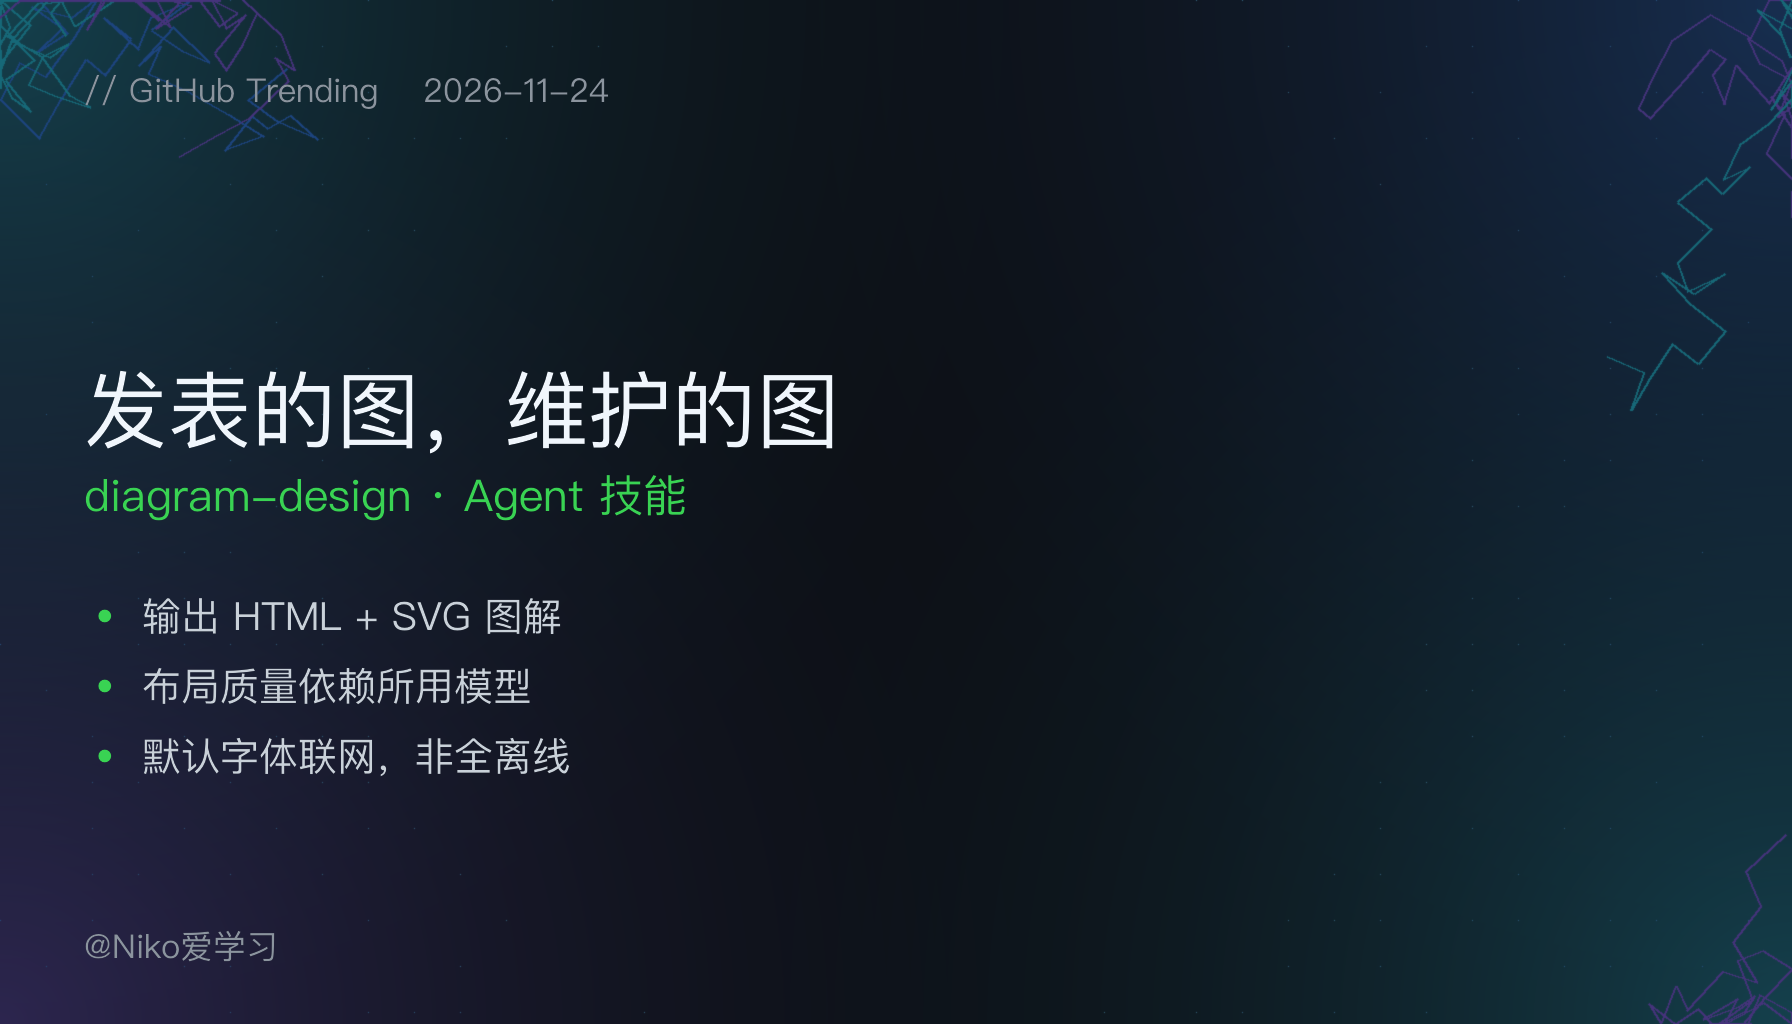 // GitHub Trending 2026-11-24
发表的图，维护的图
diagram-design · Agent 技能
• 输出 HTML + SVG 图解
• 布局质量依赖所用模型
• 默认字体联网，非全离线
@Niko爱学习